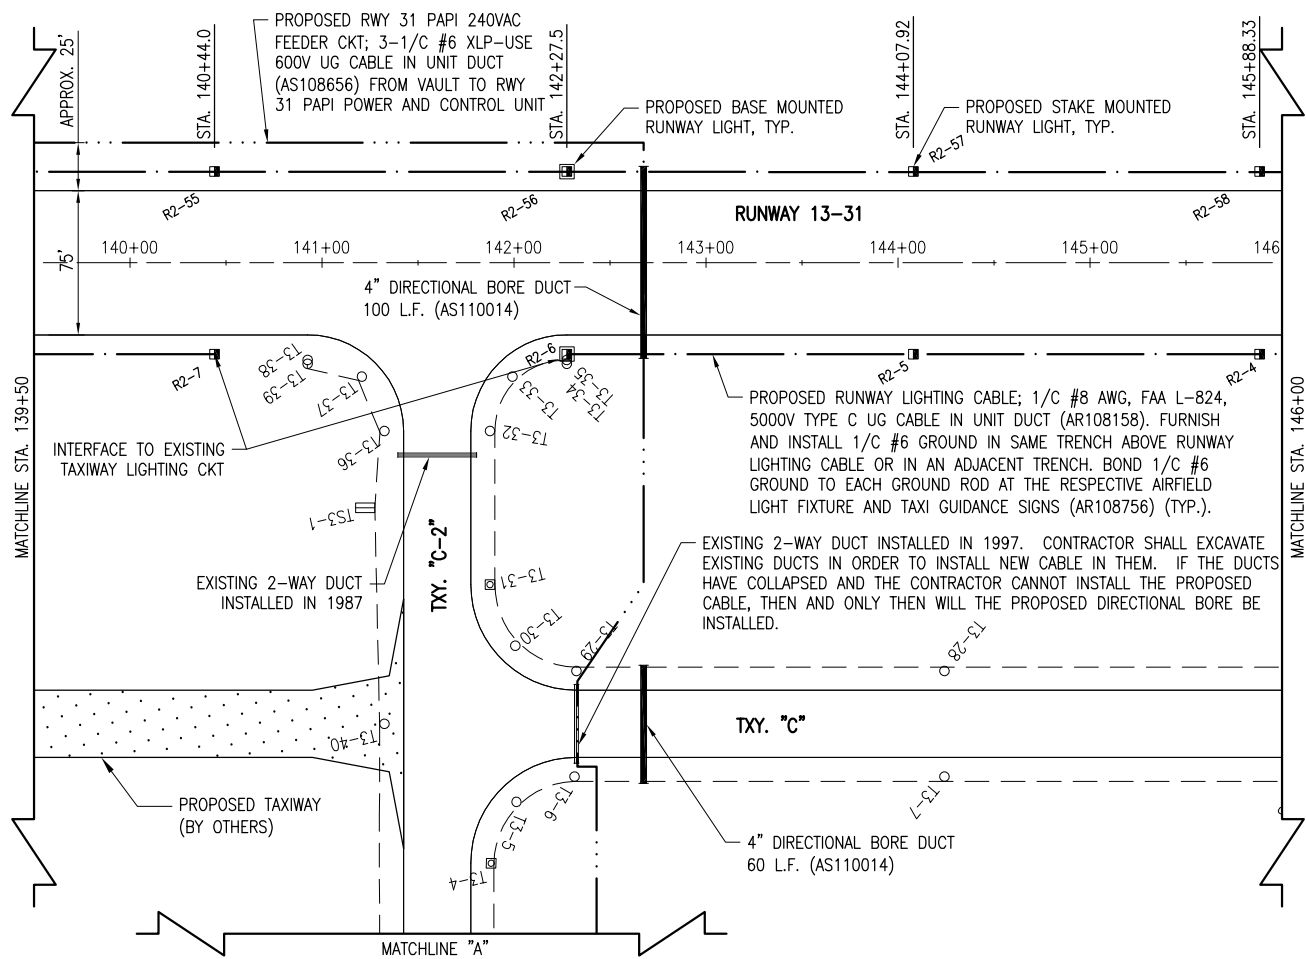 PROPOSED RWY 31 PAPI 240VAC
FEEDER CKT; 3-1/C #6 XLP-USE
600V UG CABLE IN UNIT DUCT
(AS108656) FROM VAULT TO RWY
31 PAPI POWER AND CONTROL UNIT
APPROX. 25'
STA. 140+44.0
STA. 142+27.5
STA. 144+07.92
STA. 145+88.33
PROPOSED BASE MOUNTED
RUNWAY LIGHT, TYP.
PROPOSED STAKE MOUNTED
RUNWAY LIGHT, TYP.
R2-57
R2-55
R2-56
RUNWAY 13-31
R2-58
75'
140+00
141+00
142+00
143+00
144+00
145+00
146
4" DIRECTIONAL BORE DUCT
100 L.F. (AS110014)
R2-7
T3-38
T3-39
T3-37
T3-36
R2-6
T3-35
T3-34
T3-33
T3-32
R2-5
R2-4
MATCHLINE STA. 139+50
MATCHLINE STA. 146+00
INTERFACE TO EXISTING
TAXIWAY LIGHTING CKT
PROPOSED RUNWAY LIGHTING CABLE; 1/C #8 AWG, FAA L-824,
5000V TYPE C UG CABLE IN UNIT DUCT (AR108158). FURNISH
AND INSTALL 1/C #6 GROUND IN SAME TRENCH ABOVE RUNWAY
LIGHTING CABLE OR IN AN ADJACENT TRENCH. BOND 1/C #6
GROUND TO EACH GROUND ROD AT THE RESPECTIVE AIRFIELD
LIGHT FIXTURE AND TAXI GUIDANCE SIGNS (AR108756) (TYP.).
TS3-1
TXY. "C-2"
EXISTING 2-WAY DUCT
INSTALLED IN 1987
T3-31
T3-30
T3-29
T3-28
EXISTING 2-WAY DUCT INSTALLED IN 1997. CONTRACTOR SHALL EXCAVATE
EXISTING DUCTS IN ORDER TO INSTALL NEW CABLE IN THEM. IF THE DUCTS
HAVE COLLAPSED AND THE CONTRACTOR CANNOT INSTALL THE PROPOSED
CABLE, THEN AND ONLY THEN WILL THE PROPOSED DIRECTIONAL BORE BE
INSTALLED.
T3-40
TXY. "C"
PROPOSED TAXIWAY
(BY OTHERS)
T3-6
T3-5
T3-4
T3-7
4" DIRECTIONAL BORE DUCT
60 L.F. (AS110014)
MATCHLINE "A"